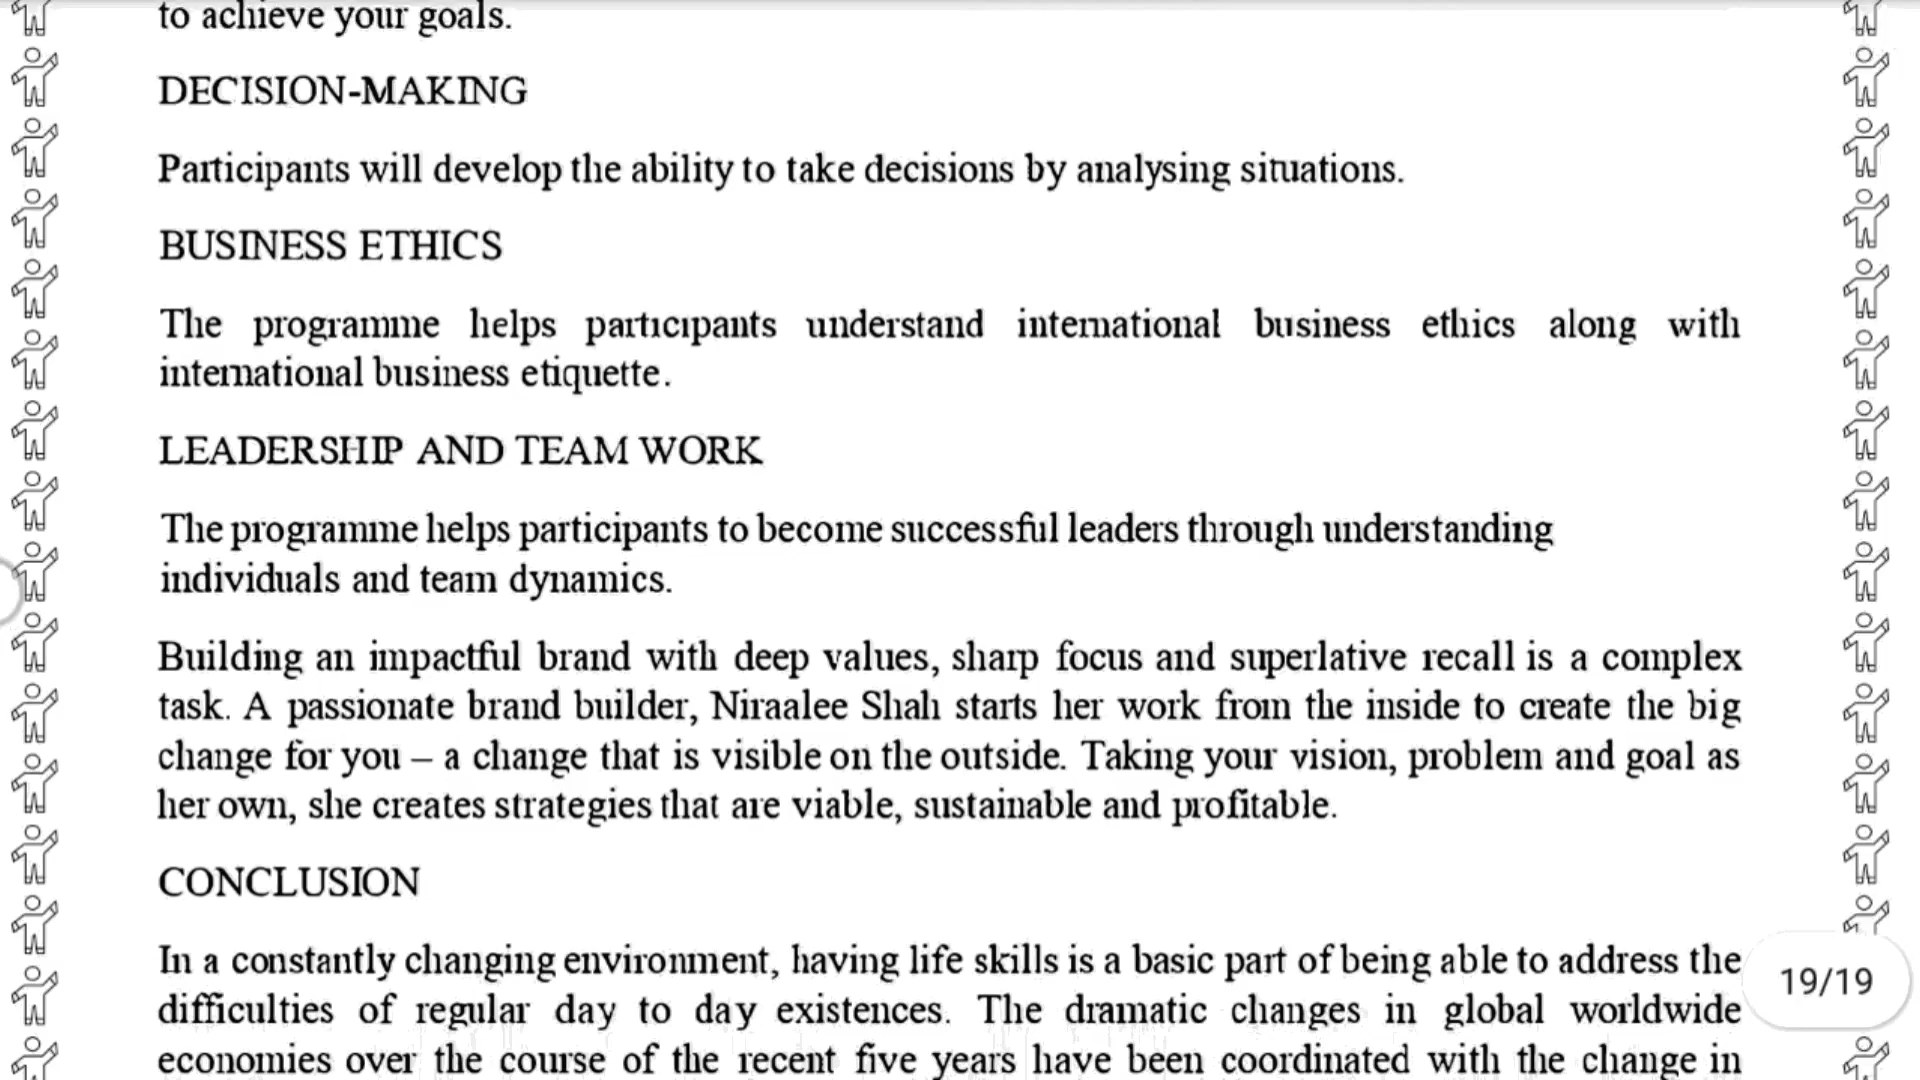 to achieve your goals.
DECISION-MAKING
Participants will develop the ability to take decisions by analysing situations.
BUSINESS ETHICS
The programme helps participants understand international business ethics along with
international business etiquette.
LEADERSHIP AND TEAM WORK
The programme helps participants to become successful leaders through understanding
individuals and team dynamics.
Building an impactful brand with deep values, sharp focus and superlative recall is a complex
task. A passionate brand builder, Niraalee Shah starts her work from the inside to create the big
change for you – a change that is visible on the outside. Taking your vision, problem and goal as
her own, she creates strategies that are viable, sustainable and profitable.
CONCLUSION
In a constantly changing environment, having life skills is a basic part of being able to address the
19/19
difficulties of regular day to day existences. The dramatic changes in global worldwide
economies over the course of the recent five years have been coordinated with the change in